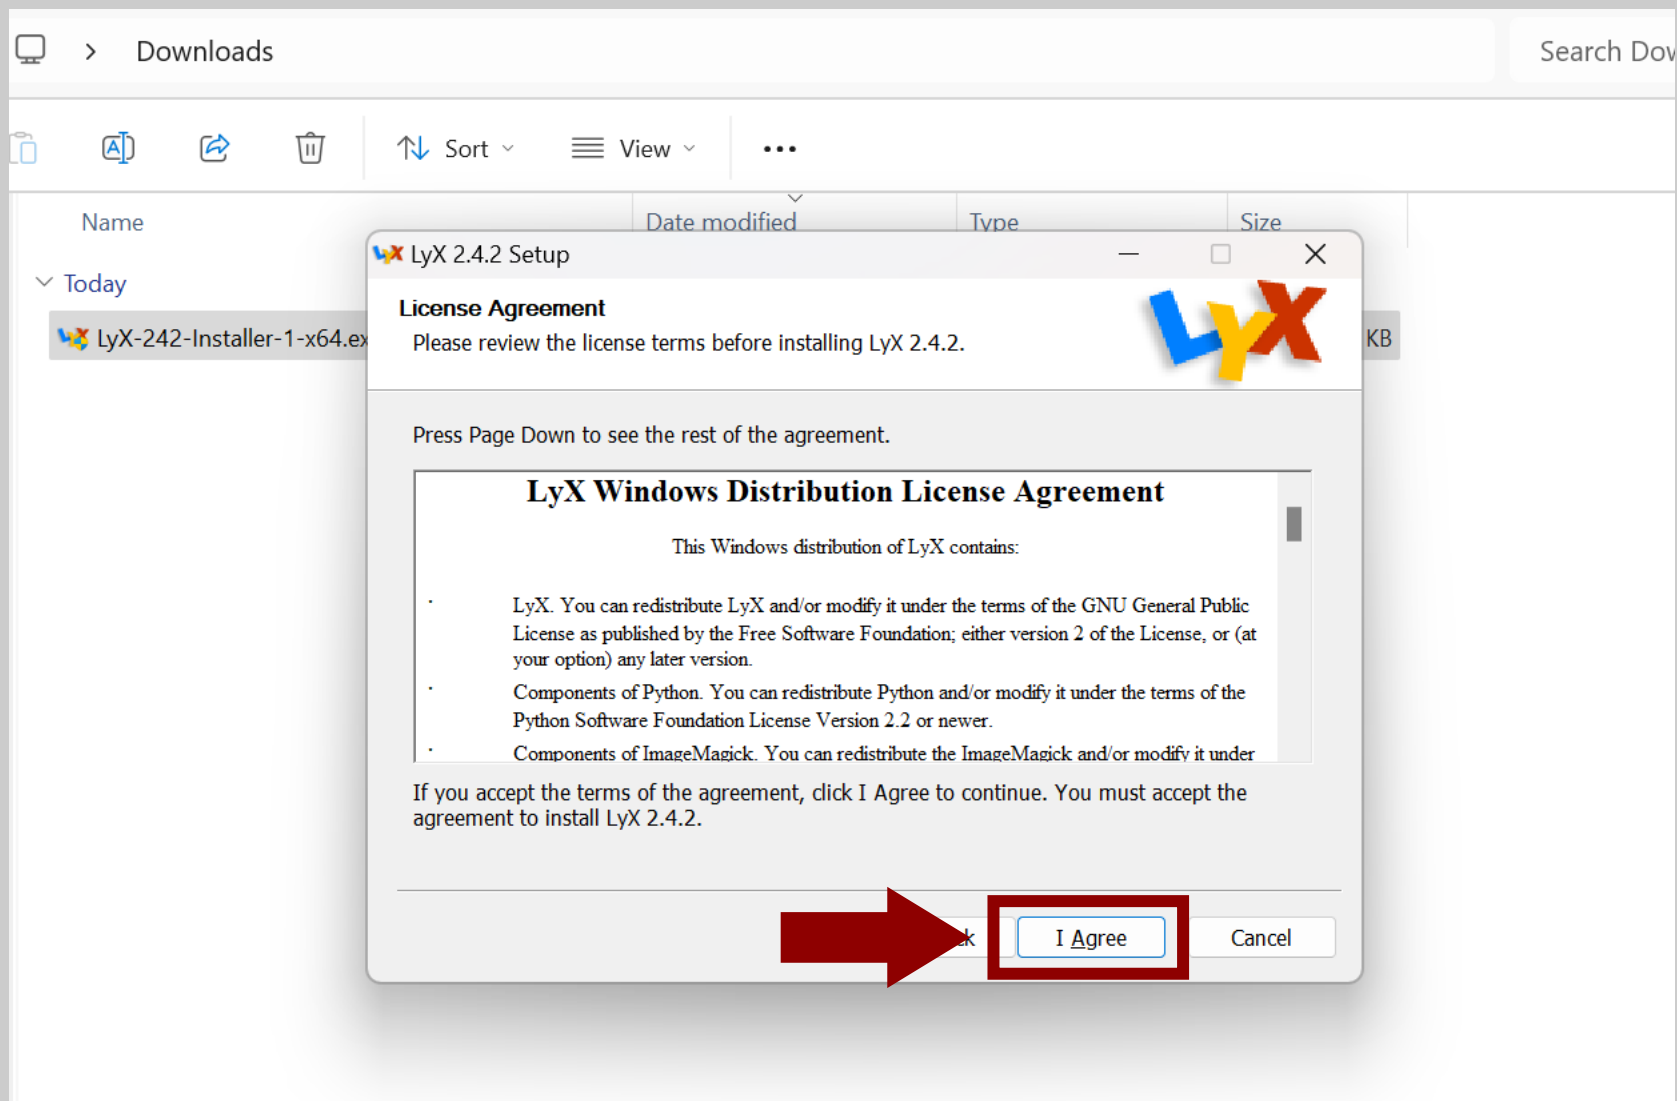 Downloads
Search Dow
Sort
View
Name
Date modified
Type
Size
Today
LyX-242-Installer-1-x64.ex
KB
LyX 2.4.2 Setup
License Agreement
Please review the license terms before installing LyX 2.4.2.
LyX
Press Page Down to see the rest of the agreement.
LyX Windows Distribution License Agreement
This Windows distribution of LyX contains:
· LyX. You can redistribute LyX and/or modify it under the terms of the GNU General Public
License as published by the Free Software Foundation; either version 2 of the License, or (at
your option) any later version.
· Components of Python. You can redistribute Python and/or modify it under the terms of the
Python Software Foundation License Version 2.2 or newer.
· Components of ImageMagick. You can redistribute the ImageMagick and/or modify it under
If you accept the terms of the agreement, click I Agree to continue. You must accept the
agreement to install LyX 2.4.2.
I Agree
Cancel